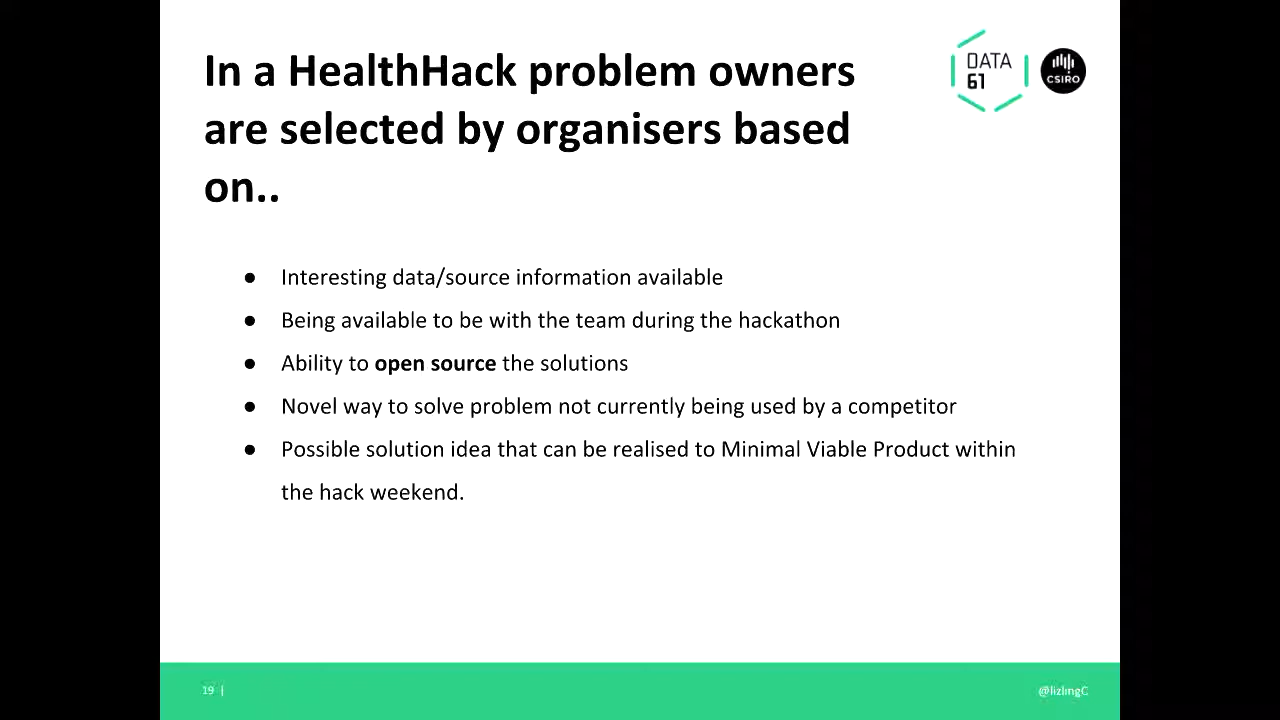 In a HealthHack problem owners
are selected by organisers based
on..
DATA
61
CSIRO
● Interesting data/source information available
● Being available to be with the team during the hackathon
● Ability to open source the solutions
● Novel way to solve problem not currently being used by a competitor
● Possible solution idea that can be realised to Minimal Viable Product within
the hack weekend.
19 |
@lizlingC